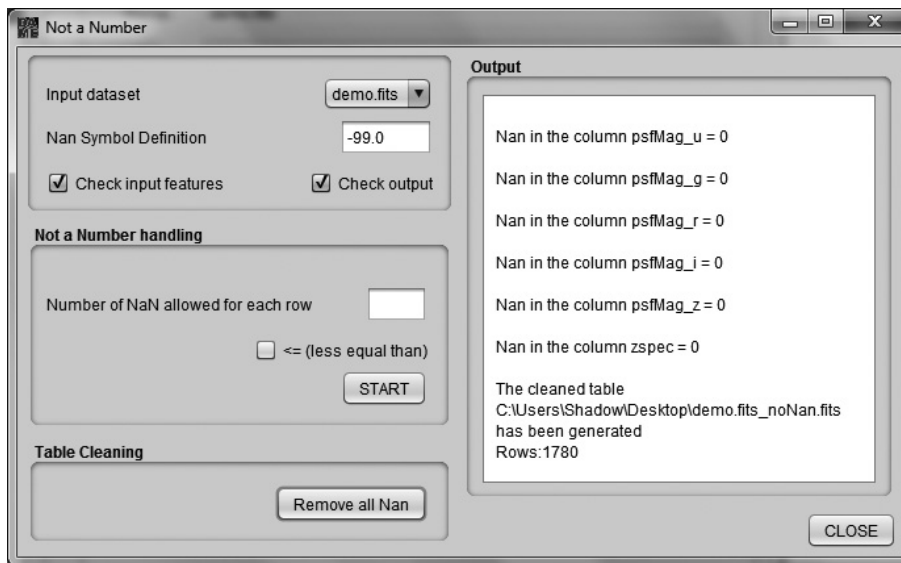 Not a Number
Input dataset
demo.fits
Nan Symbol Definition
-99.0
Check input features
Check output
Not a Number handling
Number of NaN allowed for each row
<= (less equal than)
START
Table Cleaning
Remove all Nan
Output
Nan in the column psfMag_u = 0
Nan in the column psfMag_g = 0
Nan in the column psfMag_r = 0
Nan in the column psfMag_i = 0
Nan in the column psfMag_z = 0
Nan in the column zspec = 0
The cleaned table
C:\Users\Shadow\Desktop\demo.fits_noNan.fits
has been generated
Rows:1780
CLOSE